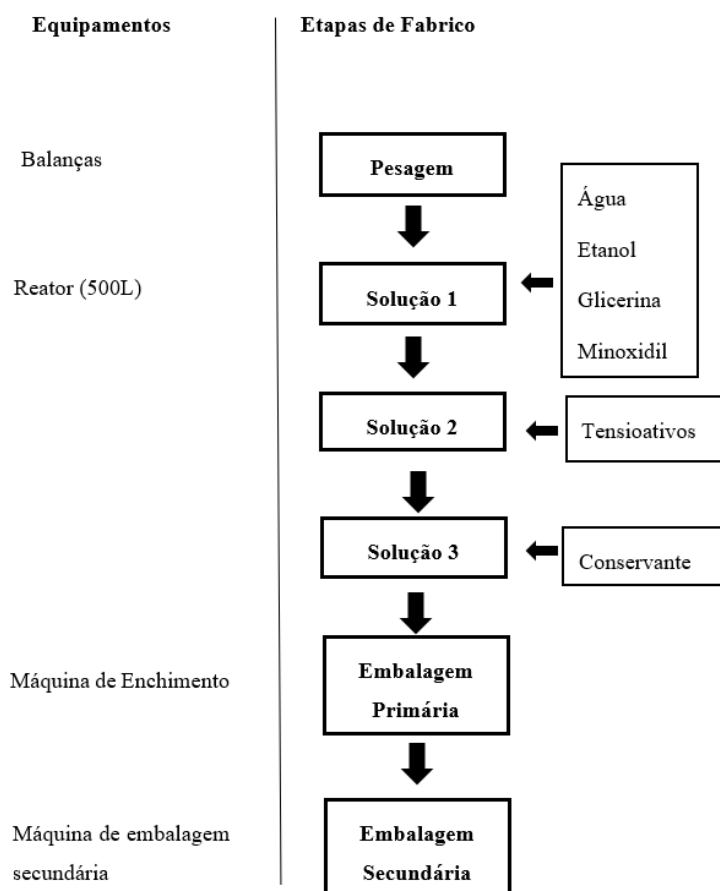 Equipamentos
Etapas de Fabrico
Balanças
Pesagem
Água
Etanol
Glicerina
Minoxidil
Reator (500L)
Solução 1
Solução 2
Tensioativos
Solução 3
Conservante
Máquina de Enchimento
Embalagem
Primária
Máquina de embalagem
secundária
Embalagem
Secundária